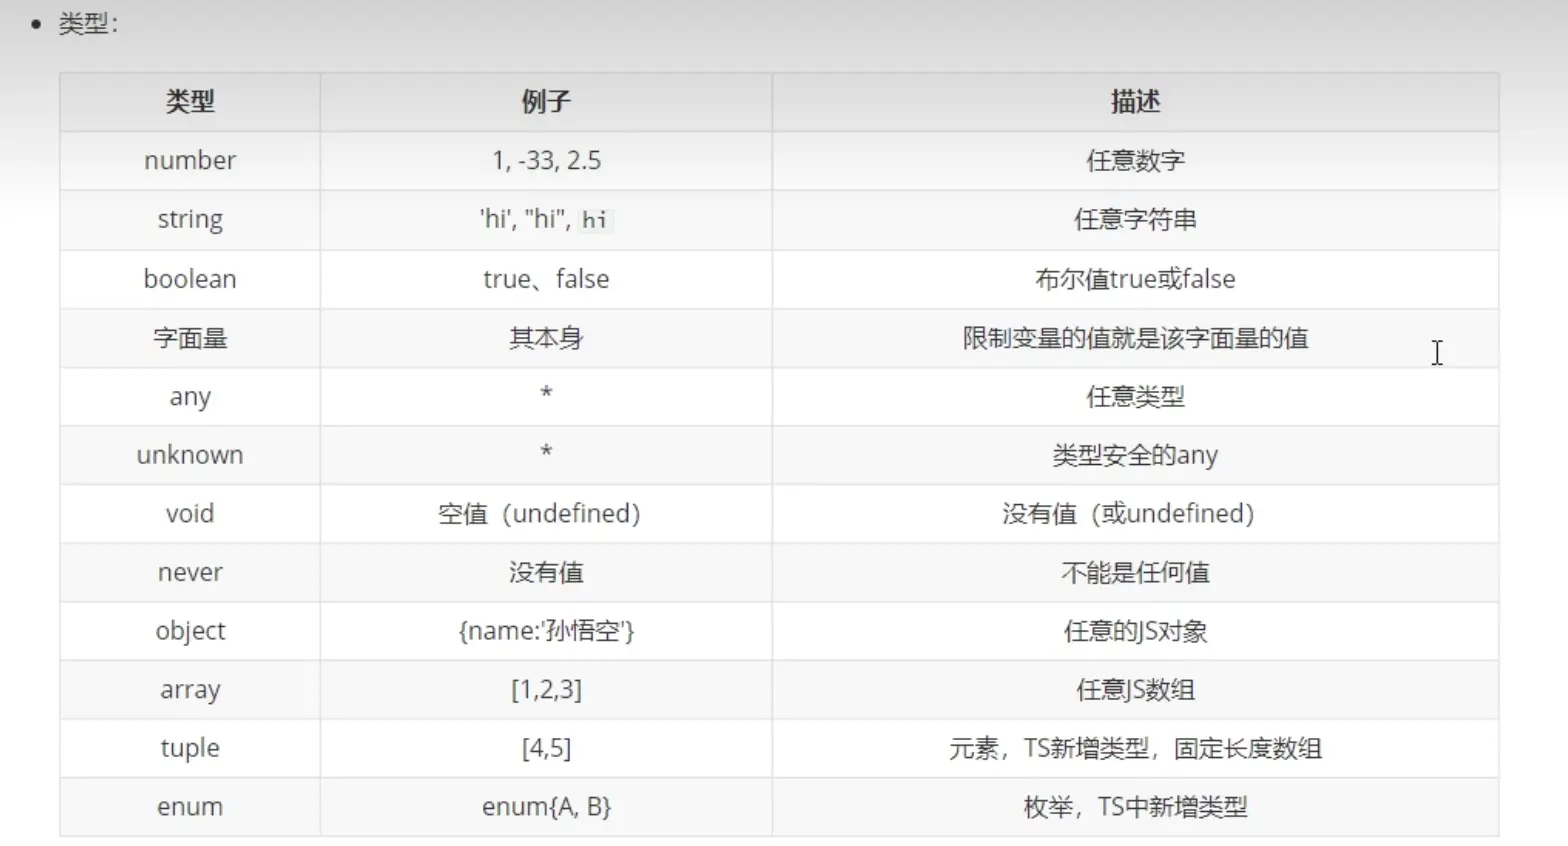 类型：
类型 例子 描述
number 1, -33, 2.5 任意数字
string 'hi', "hi", hi 任意字符串
boolean true、false 布尔值true或false
字面量 其本身 限制变量的值就是该字面量的值
any * 任意类型
unknown * 类型安全的any
void 空值（undefined） 没有值（或undefined）
never 没有值 不能是任何值
object {name:'孙悟空'} 任意的JS对象
array [1,2,3] 任意JS数组
tuple [4,5] 元素，TS新增类型，固定长度数组
enum enum{A, B} 枚举，TS中新增类型